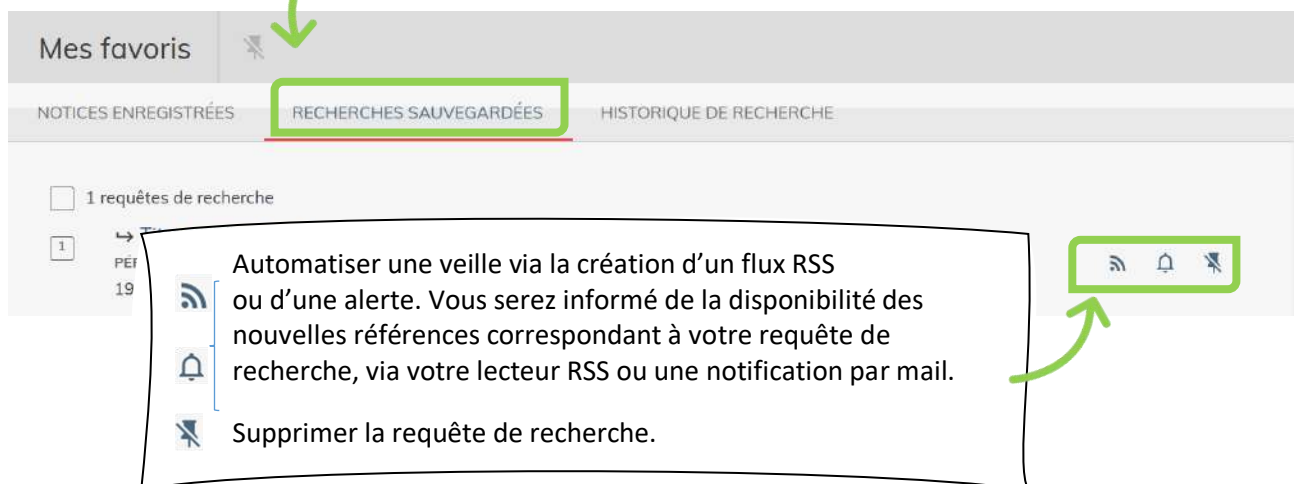 Mes favoris
NOTICES ENREGISTRÉES RECHERCHES SAUVEGARDÉES HISTORIQUE DE RECHERCHE
1 requêtes de recherche
1
19
Automatiser une veille via la création d’un flux RSS
ou d’une alerte. Vous serez informé de la disponibilité des
nouvelles références correspondant à votre requête de
recherche, via votre lecteur RSS ou une notification par mail.
Supprimer la requête de recherche.